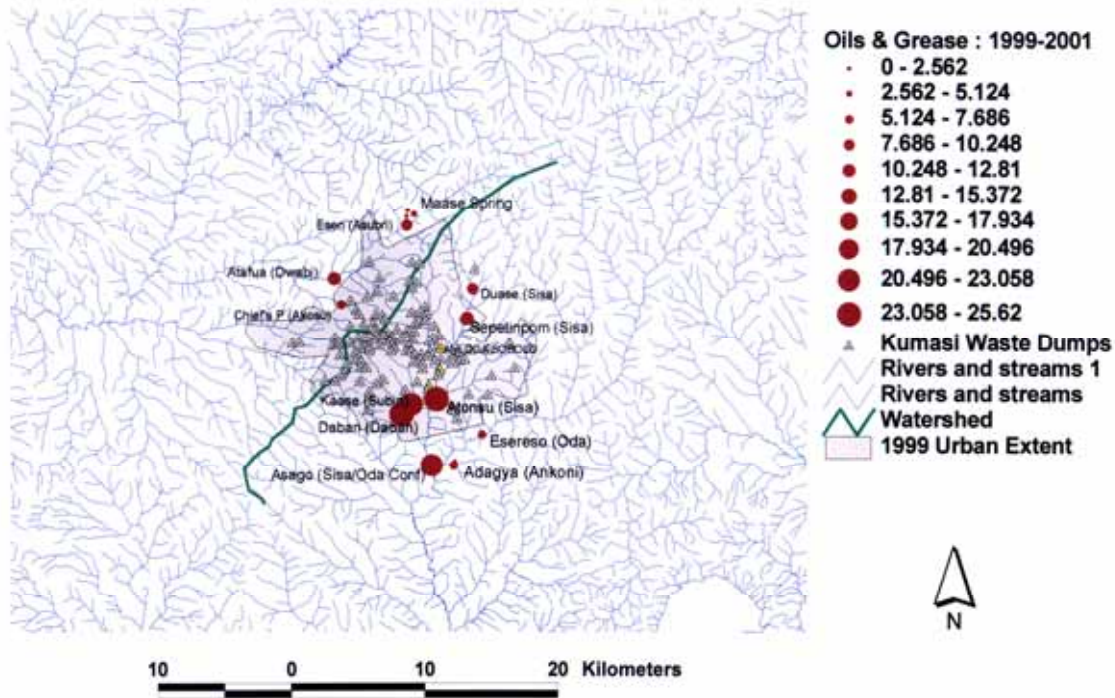 Oils & Grease : 1999-2001
0 - 2.562
2.562 - 5.124
5.124 - 7.686
7.686 - 10.248
10.248 - 12.81
12.81 - 15.372
15.372 - 17.934
17.934 - 20.496
20.496 - 23.058
23.058 - 25.62
Kumasi Waste Dumps
Rivers and streams 1
Rivers and streams
Watershed
1999 Urban Extent
Maase Spring
Esen (Asubri)
Atafua (Dwabi)
Duase (Sisa)
Chief's P
Sepetinpom (Sisa)
Kaase (Subin)
Atonsu (Sisa)
Daban (Daban)
Esereso (Oda)
Asago (Sisa/Oda Conf)
Adagya (Ankoni)
N
10 0 10 20 Kilometers